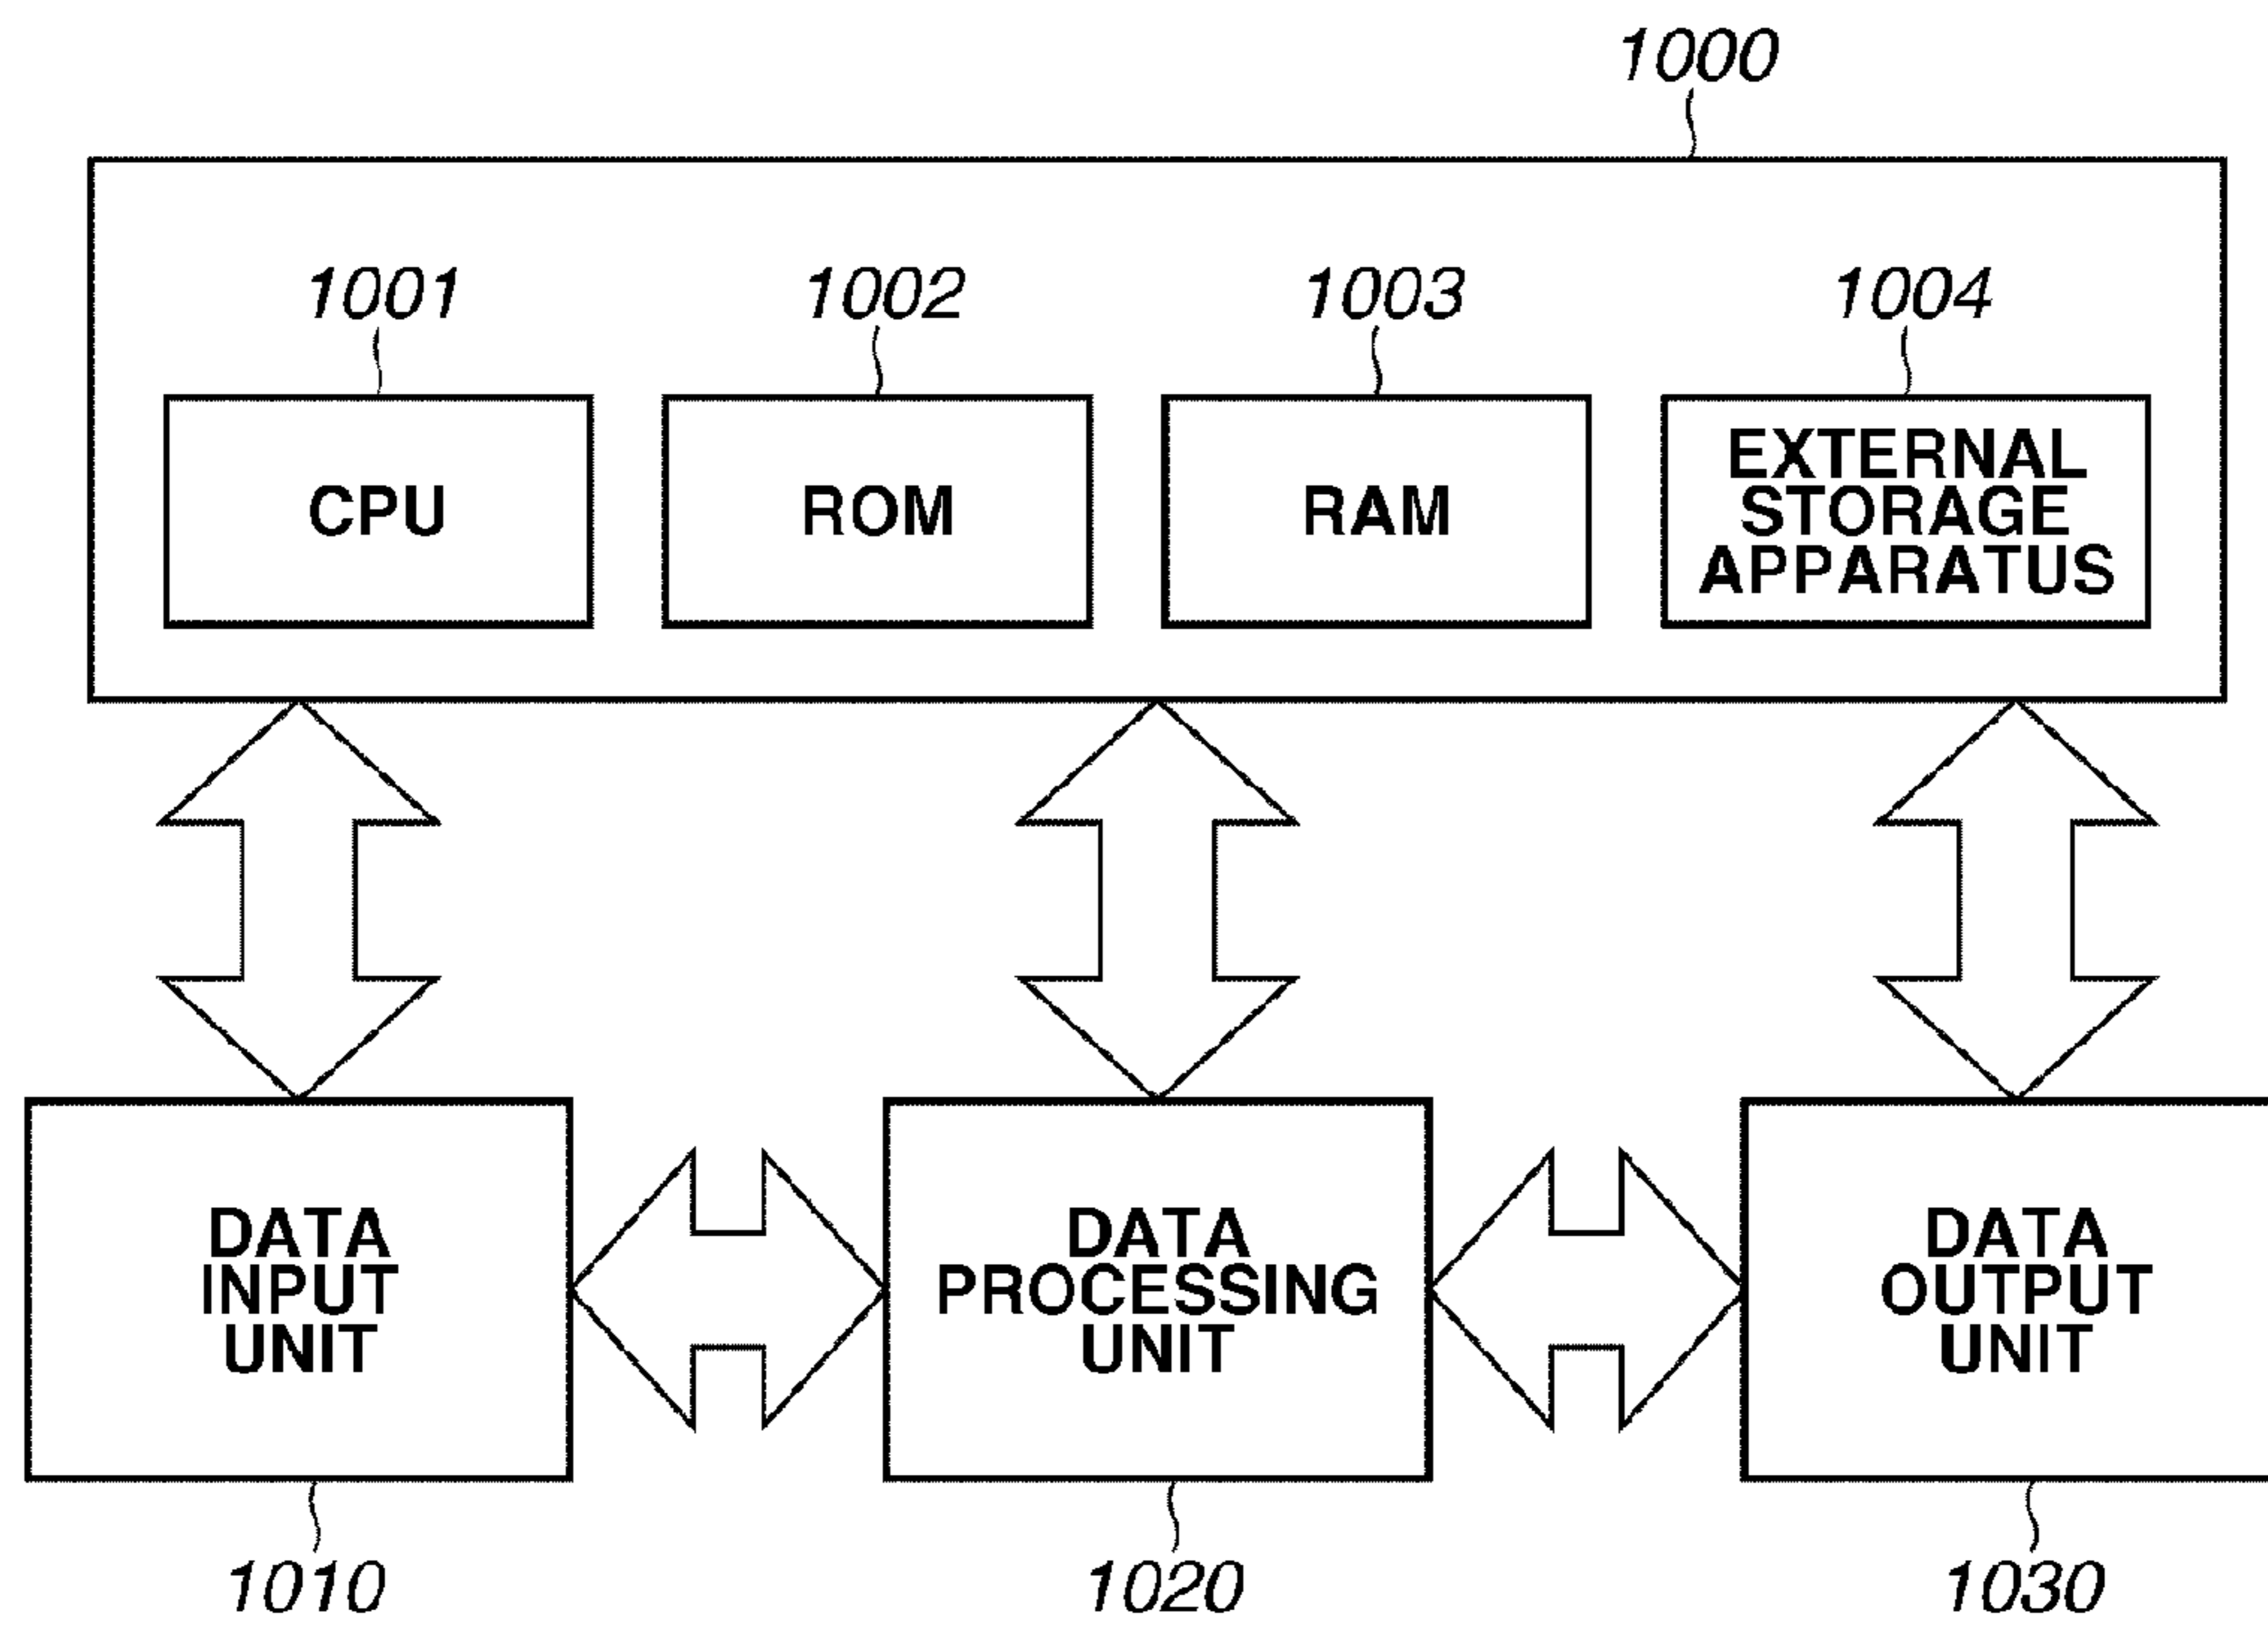 1000
1001 1002 1003 1004
CPU ROM RAM EXTERNAL
STORAGE
APPARATUS
DATA
INPUT
UNIT
DATA
PROCESSING
UNIT
DATA
OUTPUT
UNIT
1010 1020 1030